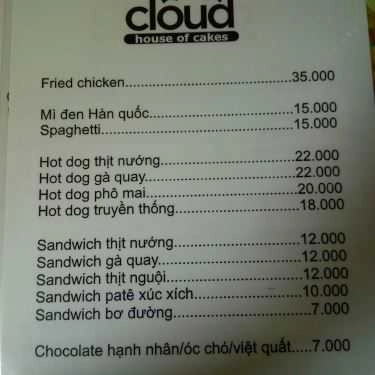 cloud
house of cakes
Fried chicken..................................35.000
Mì đen Hàn quốc.............................15.000
Spaghetti.......................................15.000
Hot dog thịt nướng..........................22.000
Hot dog gà quay.............................22.000
Hot dog phô mai.............................20.000
Hot dog truyền thống.......................18.000
Sandwich thịt nướng.......................12.000
Sandwich gà quay..........................12.000
Sandwich thịt nguội........................12.000
Sandwich patê xúc xích..................10.000
Sandwich bơ đường........................7.000
Chocolate hạnh nhân/óc chó/việt quất.....7.000